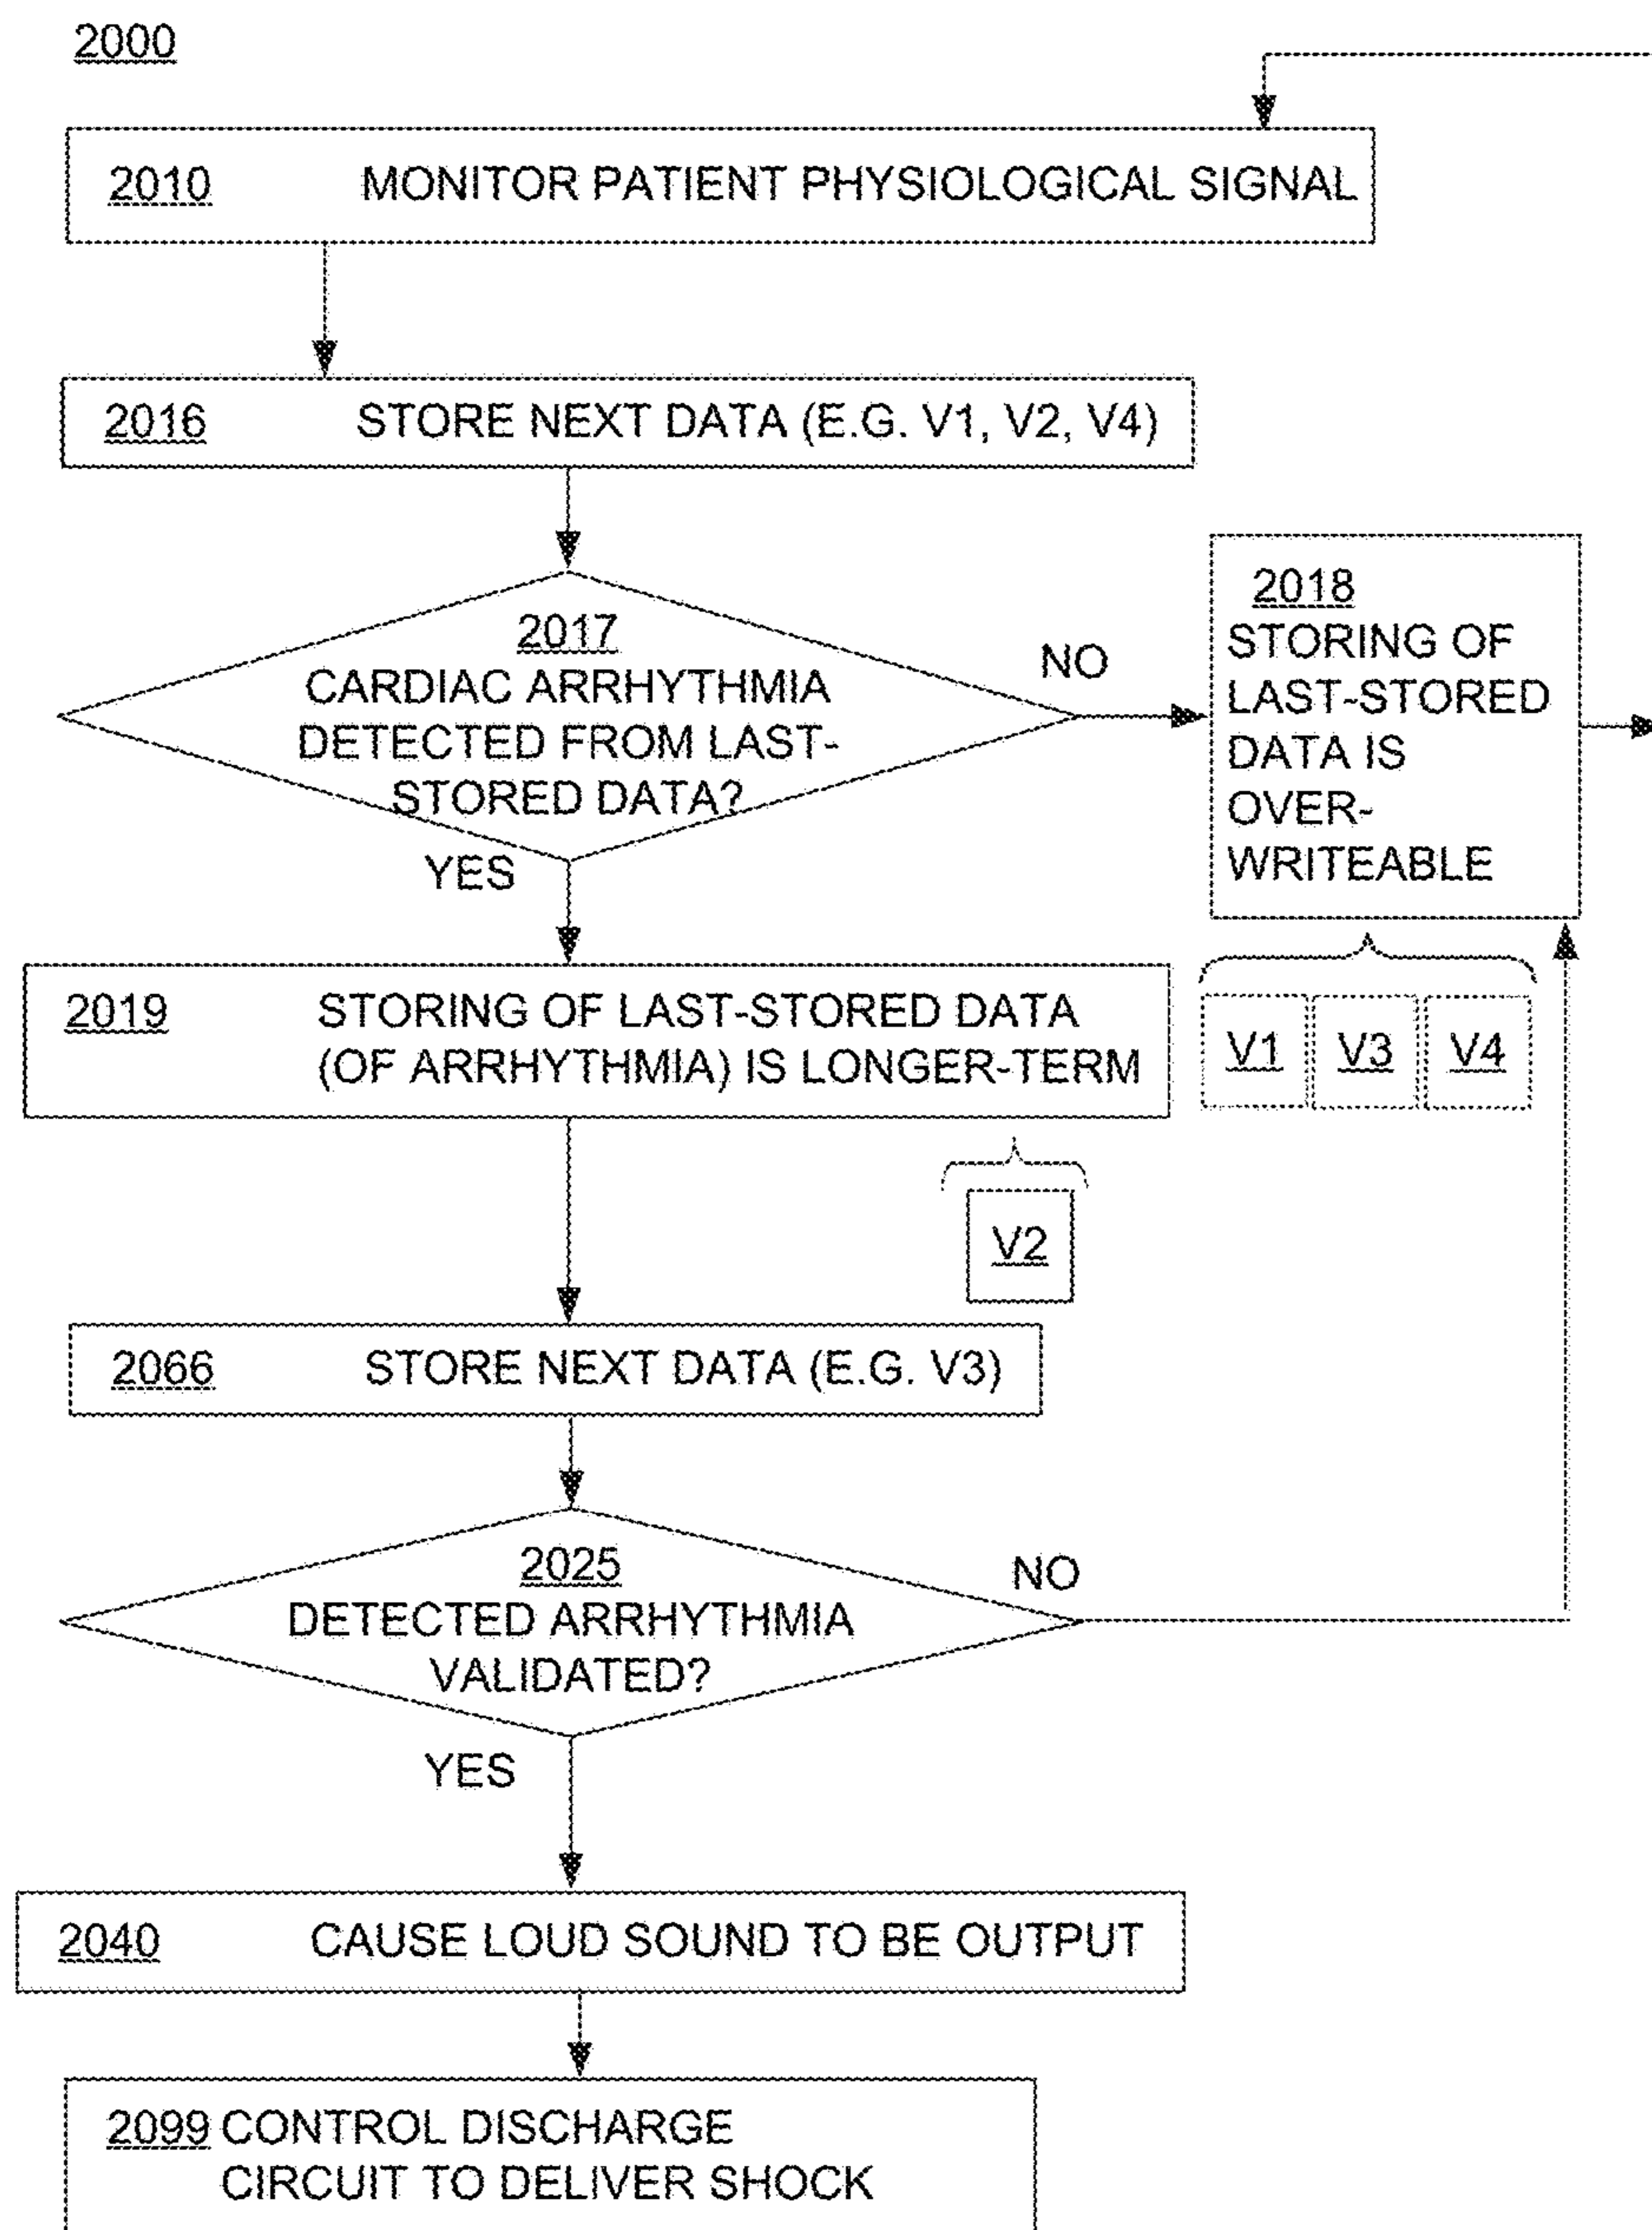 2000
2010 MONITOR PATIENT PHYSIOLOGICAL SIGNAL
2016 STORE NEXT DATA (E.G. V1, V2, V4)
2017
CARDIAC ARRHYTHMIA
DETECTED FROM LAST-
STORED DATA?
NO
YES
2018
STORING OF
LAST-STORED
DATA IS
OVER-
WRITEABLE
V1 V3 V4
2019 STORING OF LAST-STORED DATA
(OF ARRHYTHMIA) IS LONGER-TERM
V2
2066 STORE NEXT DATA (E.G. V3)
2025
DETECTED ARRHYTHMIA
VALIDATED?
NO
YES
2040 CAUSE LOUD SOUND TO BE OUTPUT
2099 CONTROL DISCHARGE
CIRCUIT TO DELIVER SHOCK